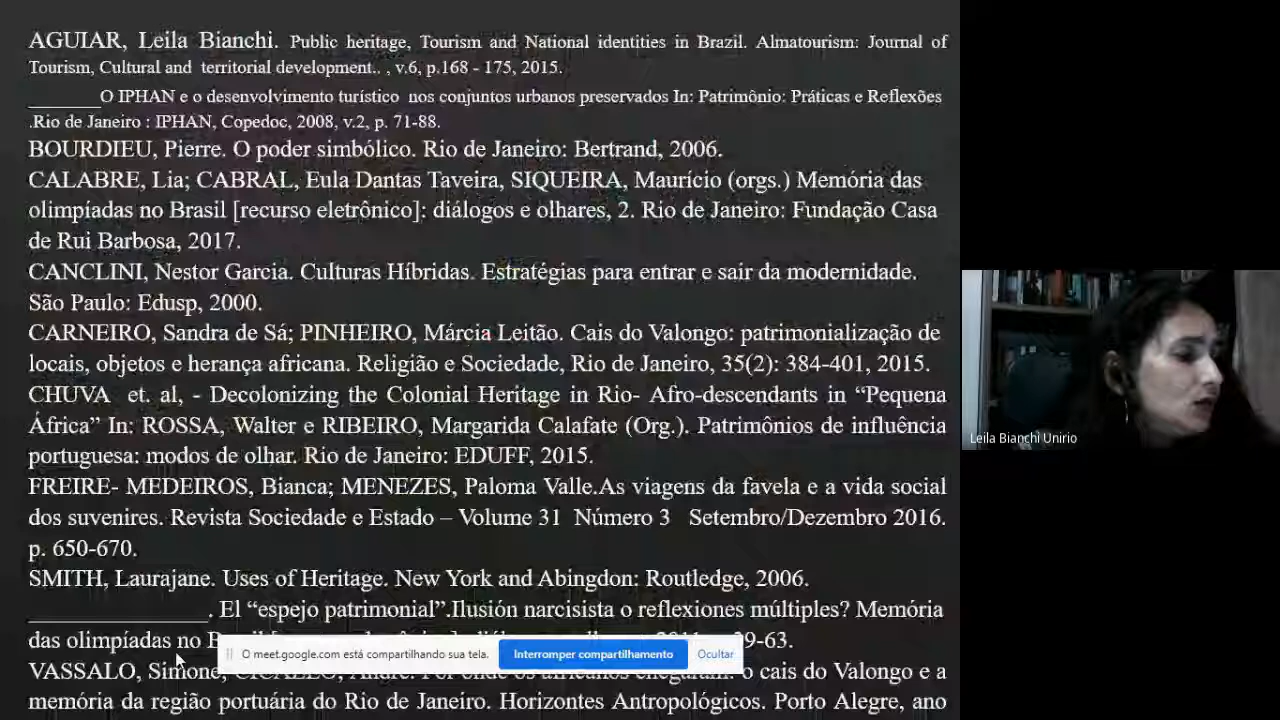 AGUIAR, Leila Bianchi. Public heritage, Tourism and National identities in Brazil. Almatourism: Journal of
Tourism, Cultural and territorial development.. , v.6, p.168 - 175, 2015.
________O IPHAN e o desenvolvimento turístico nos conjuntos urbanos preservados In: Patrimônio: Práticas e Reflexões
.Rio de Janeiro : IPHAN, Copedoc, 2008, v.2, p. 71-88.
BOURDIEU, Pierre. O poder simbólico. Rio de Janeiro: Bertrand, 2006.
CALABRE, Lia; CABRAL, Eula Dantas Taveira, SIQUEIRA, Maurício (orgs.) Memória das
olimpíadas no Brasil [recurso eletrônico]: diálogos e olhares, 2. Rio de Janeiro: Fundação Casa
de Rui Barbosa, 2017.
CANCLINI, Nestor Garcia. Culturas Híbridas. Estratégias para entrar e sair da modernidade.
São Paulo: Edusp, 2000.
CARNEIRO, Sandra de Sá; PINHEIRO, Márcia Leitão. Cais do Valongo: patrimonialização de
locais, objetos e herança africana. Religião e Sociedade, Rio de Janeiro, 35(2): 384-401, 2015.
CHUVA et. al, - Decolonizing the Colonial Heritage in Rio- Afro-descendants in “Pequena
África” In: ROSSA, Walter e RIBEIRO, Margarida Calafate (Org.). Patrimônios de influência
portuguesa: modos de olhar. Rio de Janeiro: EDUFF, 2015.
FREIRE- MEDEIROS, Bianca; MENEZES, Paloma Valle.As viagens da favela e a vida social
dos suvenires. Revista Sociedade e Estado – Volume 31 Número 3 Setembro/Dezembro 2016.
p. 650-670.
SMITH, Laurajane. Uses of Heritage. New York and Abingdon: Routledge, 2006.
__________________. El “espejo patrimonial”.Ilusión narcisista o reflexiones múltiples? Memória
das olimpíadas no 9-63.
O meet.google.com está compartilhando sua tela. Interromper compartilhamento Ocultar
VASSALO, Simone, o cais do Valongo e a
memória da região portuária do Rio de Janeiro. Horizontes Antropológicos. Porto Alegre, ano
Leila Bianchi Unirio